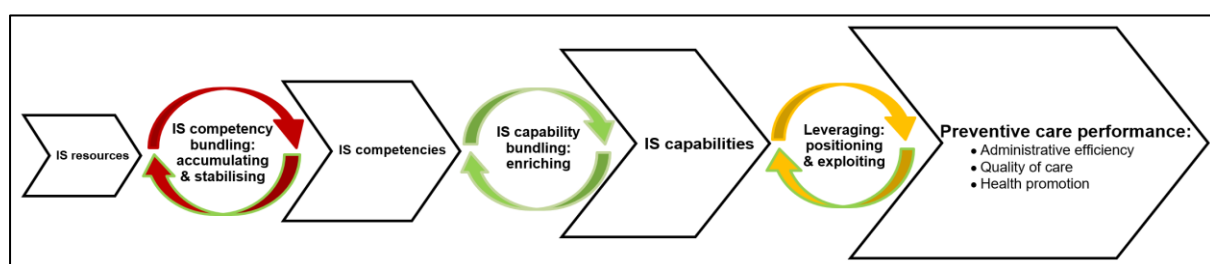 IS resources
IS competency
bundling:
accumulating
& stabilising
IS competencies
IS capability
bundling:
enriching
IS capabilities
Leveraging:
positioning
& exploiting
Preventive care performance:
• Administrative efficiency
• Quality of care
• Health promotion